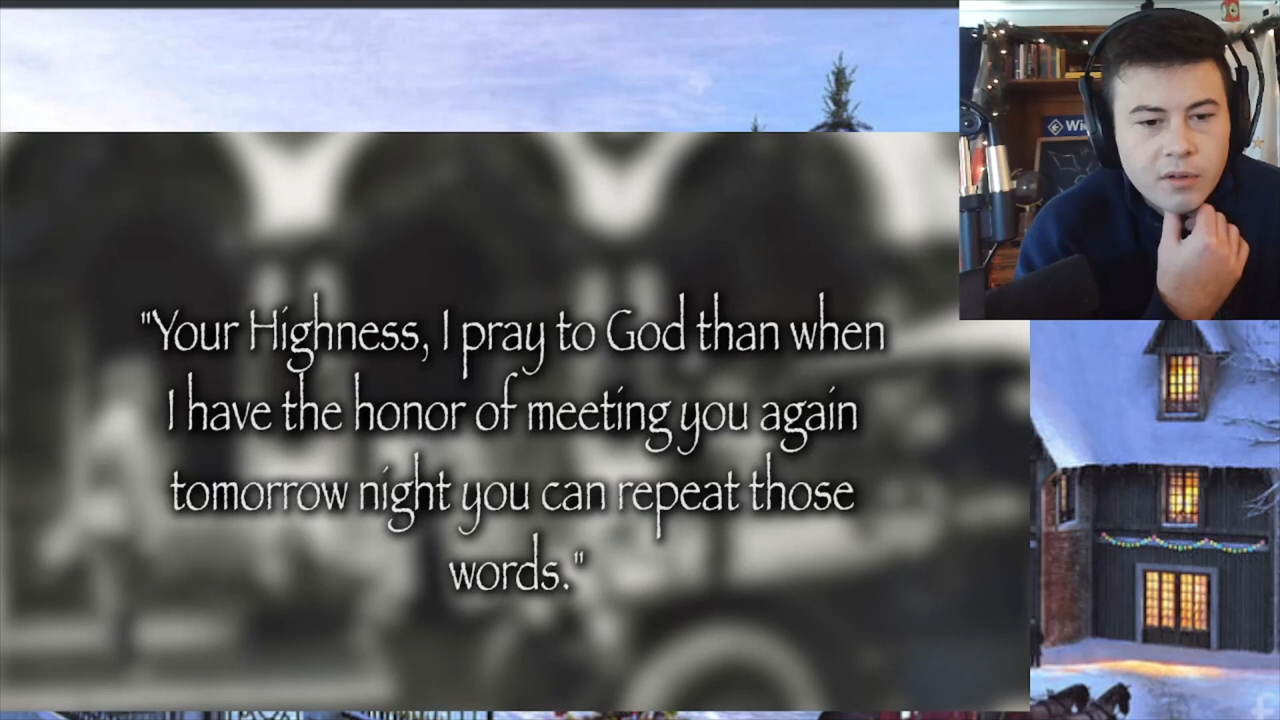 Wi
"Your Highness, I pray to God than when
I have the honor of meeting you again
tomorrow night you can repeat those
words."